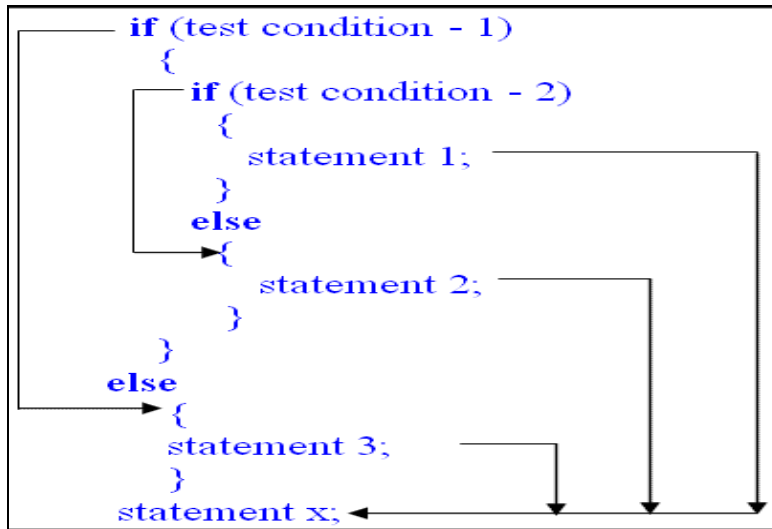 if (test condition - 1)
{
if (test condition - 2)
{
statement 1;
}
else
{
statement 2;
}
}
else
{
statement 3;
}
statement x;